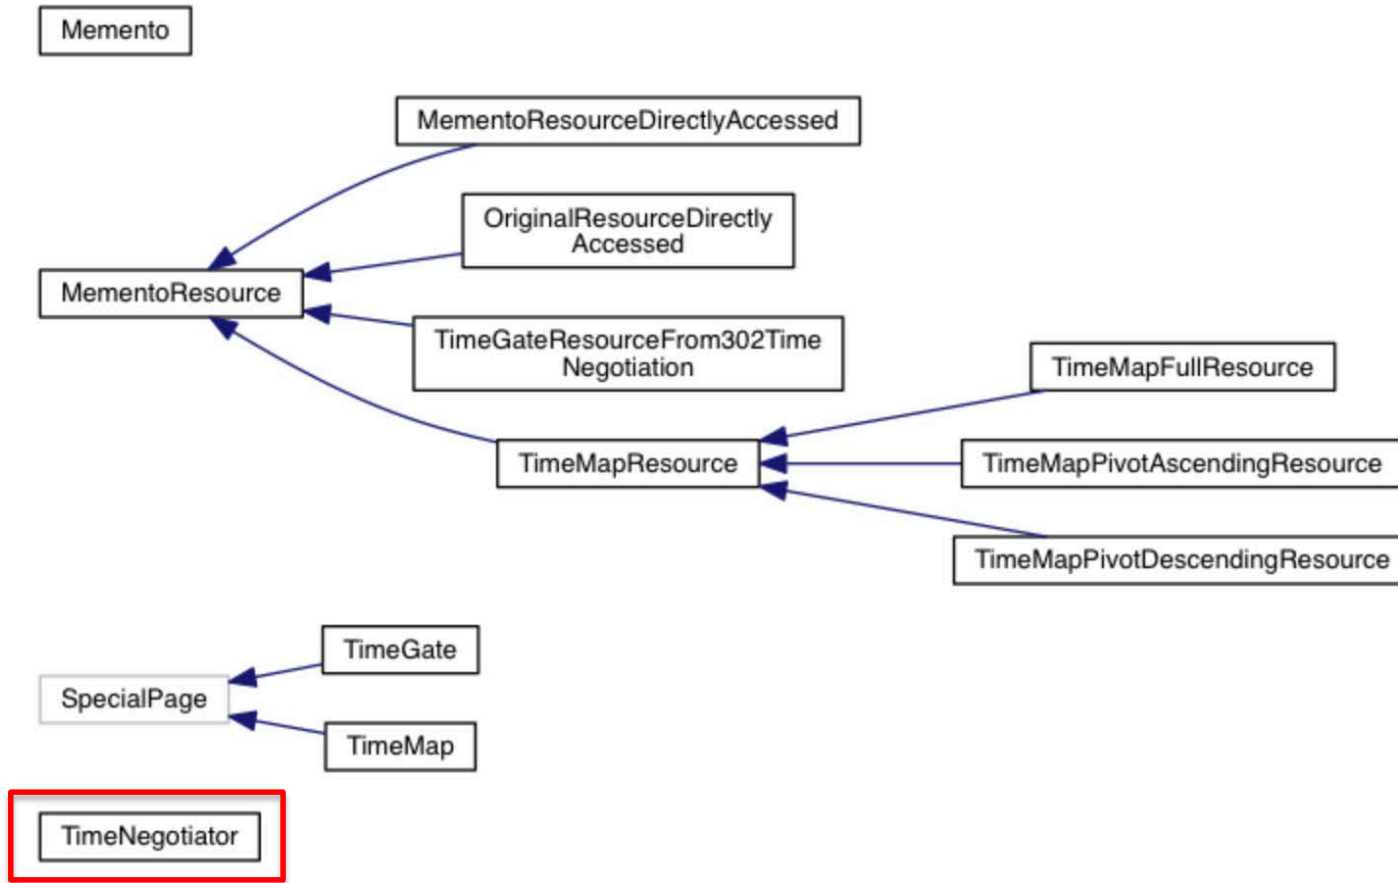 Memento
MementoResourceDirectlyAccessed
OriginalResourceDirectly
Accessed
MementoResource
TimeGateResourceFrom302Time
Negotiation
TimeMapFullResource
TimeMapResource
TimeMapPivotAscendingResource
TimeMapPivotDescendingResource
TimeGate
SpecialPage
TimeMap
TimeNegotiator